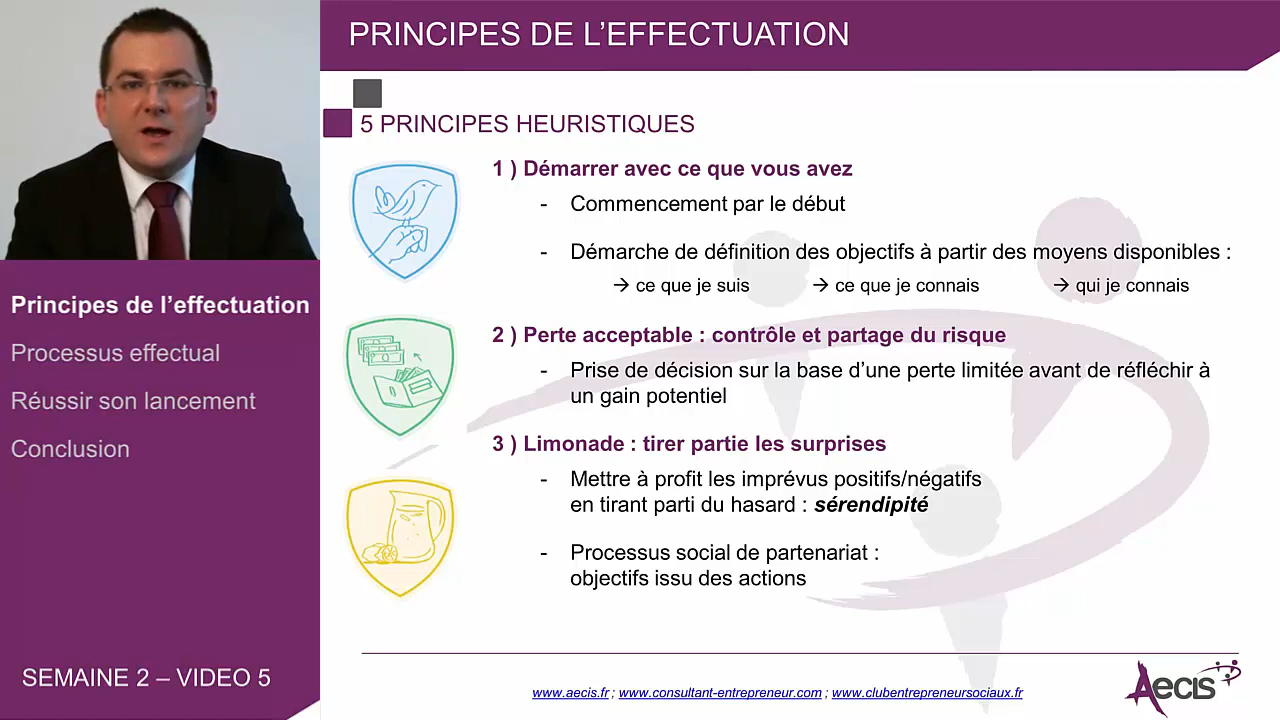 PRINCIPES DE L'EFFECTUATION
5 PRINCIPES HEURISTIQUES
1 ) Démarrer avec ce que vous avez
- Commencement par le début
- Démarche de définition des objectifs à partir des moyens disponibles :
→ ce que je suis → ce que je connais → qui je connais
2 ) Perte acceptable : contrôle et partage du risque
- Prise de décision sur la base d'une perte limitée avant de réfléchir à
un gain potentiel
3 ) Limonade : tirer partie les surprises
- Mettre à profit les imprévus positifs/négatifs
en tirant parti du hasard : sérendipité
- Processus social de partenariat :
objectifs issu des actions
Principes de l'effectuation
Processus effectual
Réussir son lancement
Conclusion
SEMAINE 2 – VIDEO 5
www.aecis.fr ; www.consultant-entrepreneur.com ; www.clubentrepreneursociaux.fr
Aecis